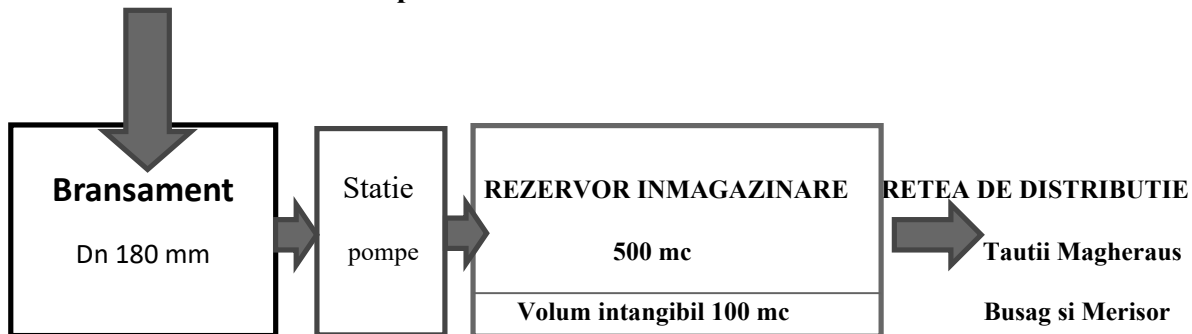 Bransament
Dn 180 mm
Statie
pompe
REZERVOR INMAGAZINARE
500 mc
Volum intangibil 100 mc
RETEA DE DISTRIBUTIE
Tautii Magheraus
Busag si Merisor